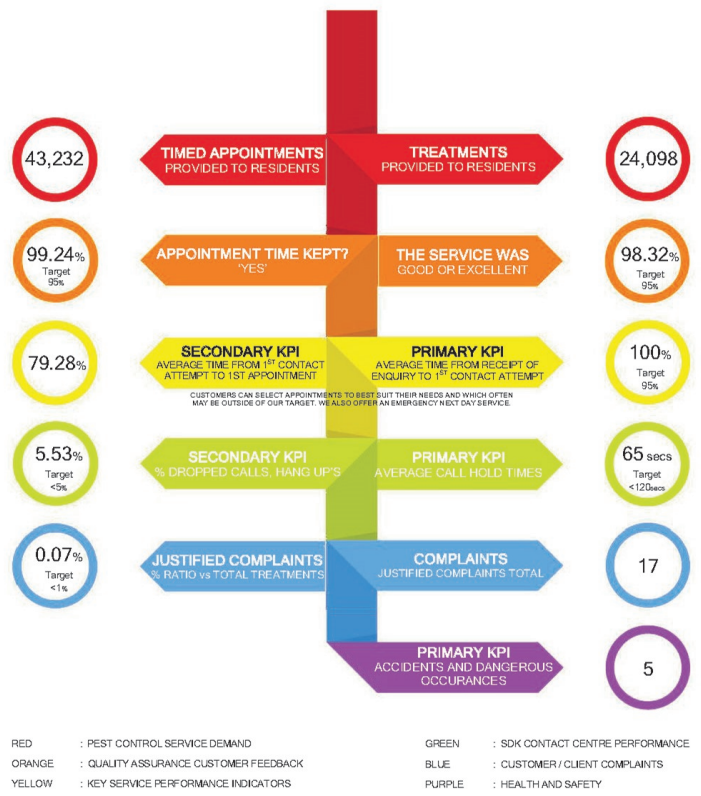 43,232
TIMED APPOINTMENTS
PROVIDED TO RESIDENTS
TREATMENTS
PROVIDED TO RESIDENTS
24,098
99.24%
Target
95%
APPOINTMENT TIME KEPT?
'YES'
THE SERVICE WAS
GOOD OR EXCELLENT
98.32%
Target
95%
79.28%
SECONDARY KPI
AVERAGE TIME FROM 1ST CONTACT
ATTEMPT TO 1ST APPOINTMENT
PRIMARY KPI
AVERAGE TIME FROM RECEIPT OF
ENQUIRY TO 1ST CONTACT ATTEMPT
100%
Target
95%
CUSTOMERS CAN SELECT APPOINTMENTS TO BEST SUIT THEIR NEEDS AND WHICH OFTEN
MAY BE OUTSIDE OF OUR TARGET. WE ALSO OFFER AN EMERGENCY NEXT DAY SERVICE.
5.53%
Target
<5%
SECONDARY KPI
% DROPPED CALLS, HANG UP'S
PRIMARY KPI
AVERAGE CALL HOLD TIMES
65 secs
Target
<120secs
0.07%
Target
<1%
JUSTIFIED COMPLAINTS
% RATIO vs TOTAL TREATMENTS
COMPLAINTS
JUSTIFIED COMPLAINTS TOTAL
17
PRIMARY KPI
ACCIDENTS AND DANGEROUS
OCCURANCES
5
RED : PEST CONTROL SERVICE DEMAND
ORANGE : QUALITY ASSURANCE CUSTOMER FEEDBACK
YELLOW : KEY SERVICE PERFORMANCE INDICATORS
GREEN : SDK CONTACT CENTRE PERFORMANCE
BLUE : CUSTOMER / CLIENT COMPLAINTS
PURPLE : HEALTH AND SAFETY